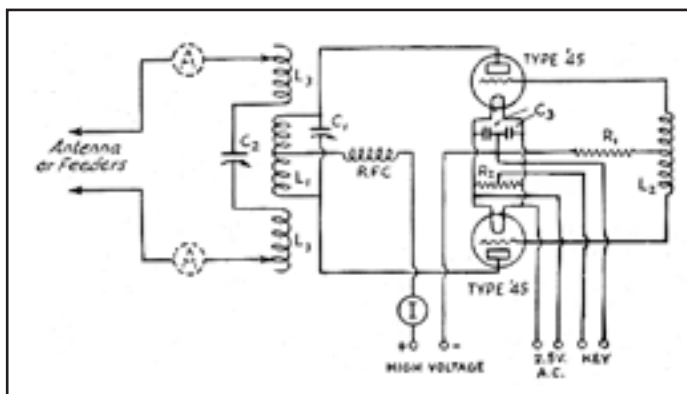 A
L3
TYPE '45
C3
C1
C2
Antenna
or Feeders
R1
L1
RFC
R2
L2
L3
A
TYPE '45
I
+
-
HIGH VOLTAGE
2.5V.
A.C.
KEY